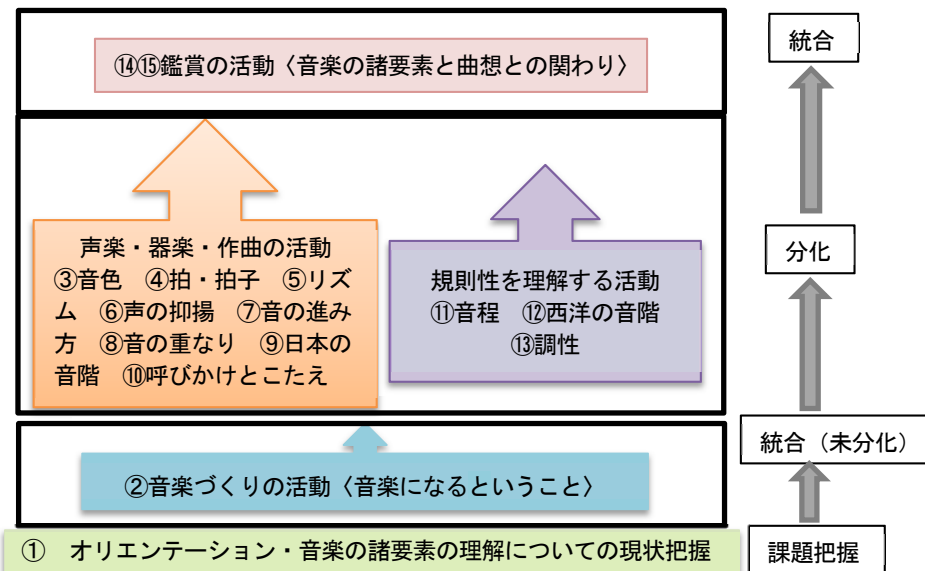 ⑭⑮鑑賞の活動〈音楽の諸要素と曲想との関わり〉
統合
声楽・器楽・作曲の活動
③音色　④拍・拍子　⑤リズ
ム　⑥声の抑揚　⑦音の進み
方　⑧音の重なり　⑨日本の
音階　⑩呼びかけとこたえ
規則性を理解する活動
⑪音程　⑫西洋の音階
⑬調性
分化
②音楽づくりの活動〈音楽になるということ〉
統合（未分化）
①　オリエンテーション・音楽の諸要素の理解についての現状把握
課題把握